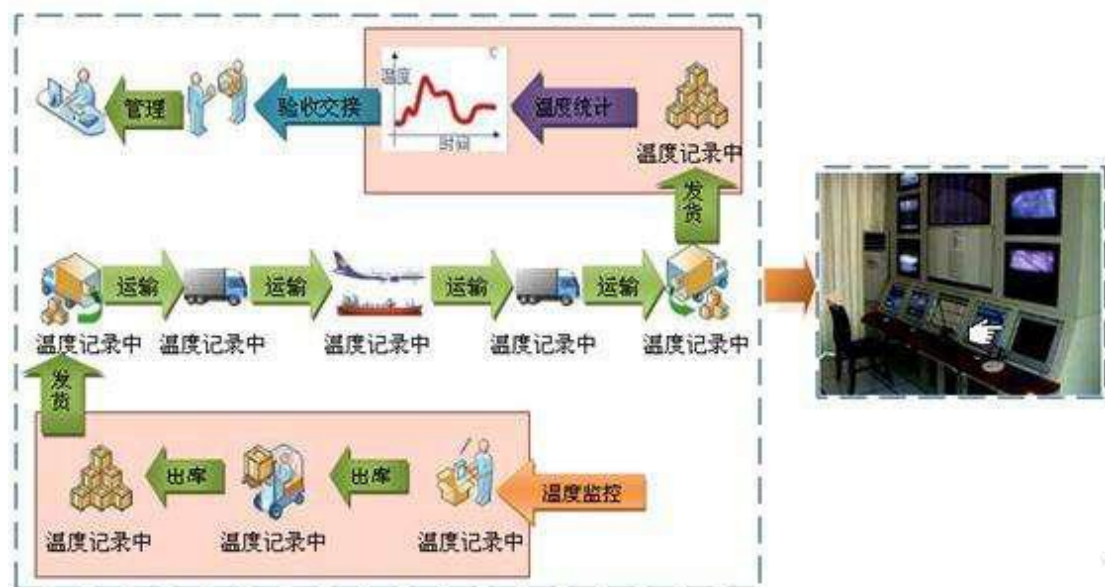 ℃
温度
时间
管理
验收交接
温度统计
温度记录中
发货
运输
运输
运输
运输
温度记录中
温度记录中
温度记录中
温度记录中
温度记录中
发货
出库
出库
温度监控
温度记录中
温度记录中
温度记录中